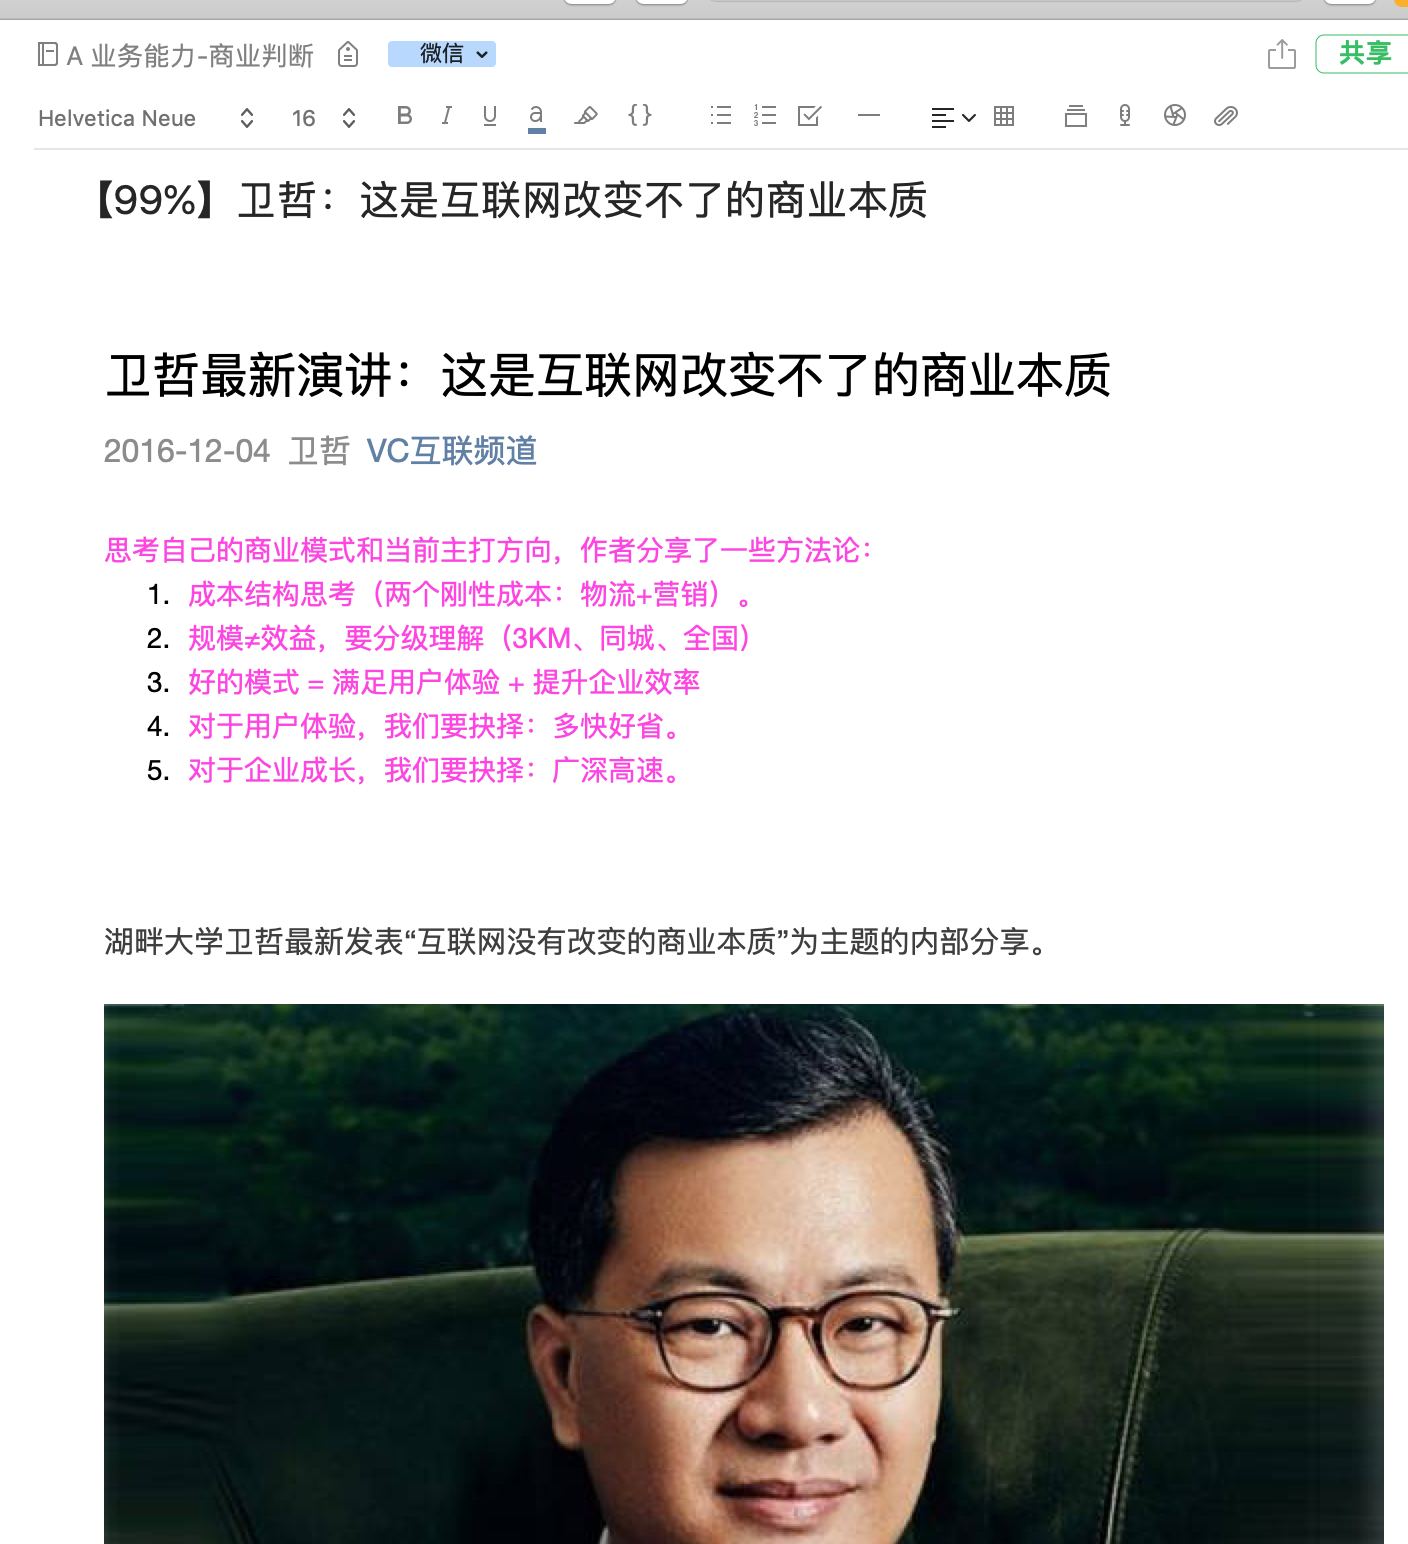 A 业务能力-商业判断 微信 共享
Helvetica Neue 16 B I U a {}
【99%】卫哲：这是互联网改变不了的商业本质
卫哲最新演讲：这是互联网改变不了的商业本质
2016-12-04 卫哲 VC互联频道
思考自己的商业模式和当前主打方向，作者分享了一些方法论：
1. 成本结构思考（两个刚性成本：物流+营销）。
2. 规模≠效益，要分级理解（3KM、同城、全国）
3. 好的模式 = 满足用户体验 + 提升企业效率
4. 对于用户体验，我们要抉择：多快好省。
5. 对于企业成长，我们要抉择：广深高速。
湖畔大学卫哲最新发表“互联网没有改变的商业本质”为主题的内部分享。